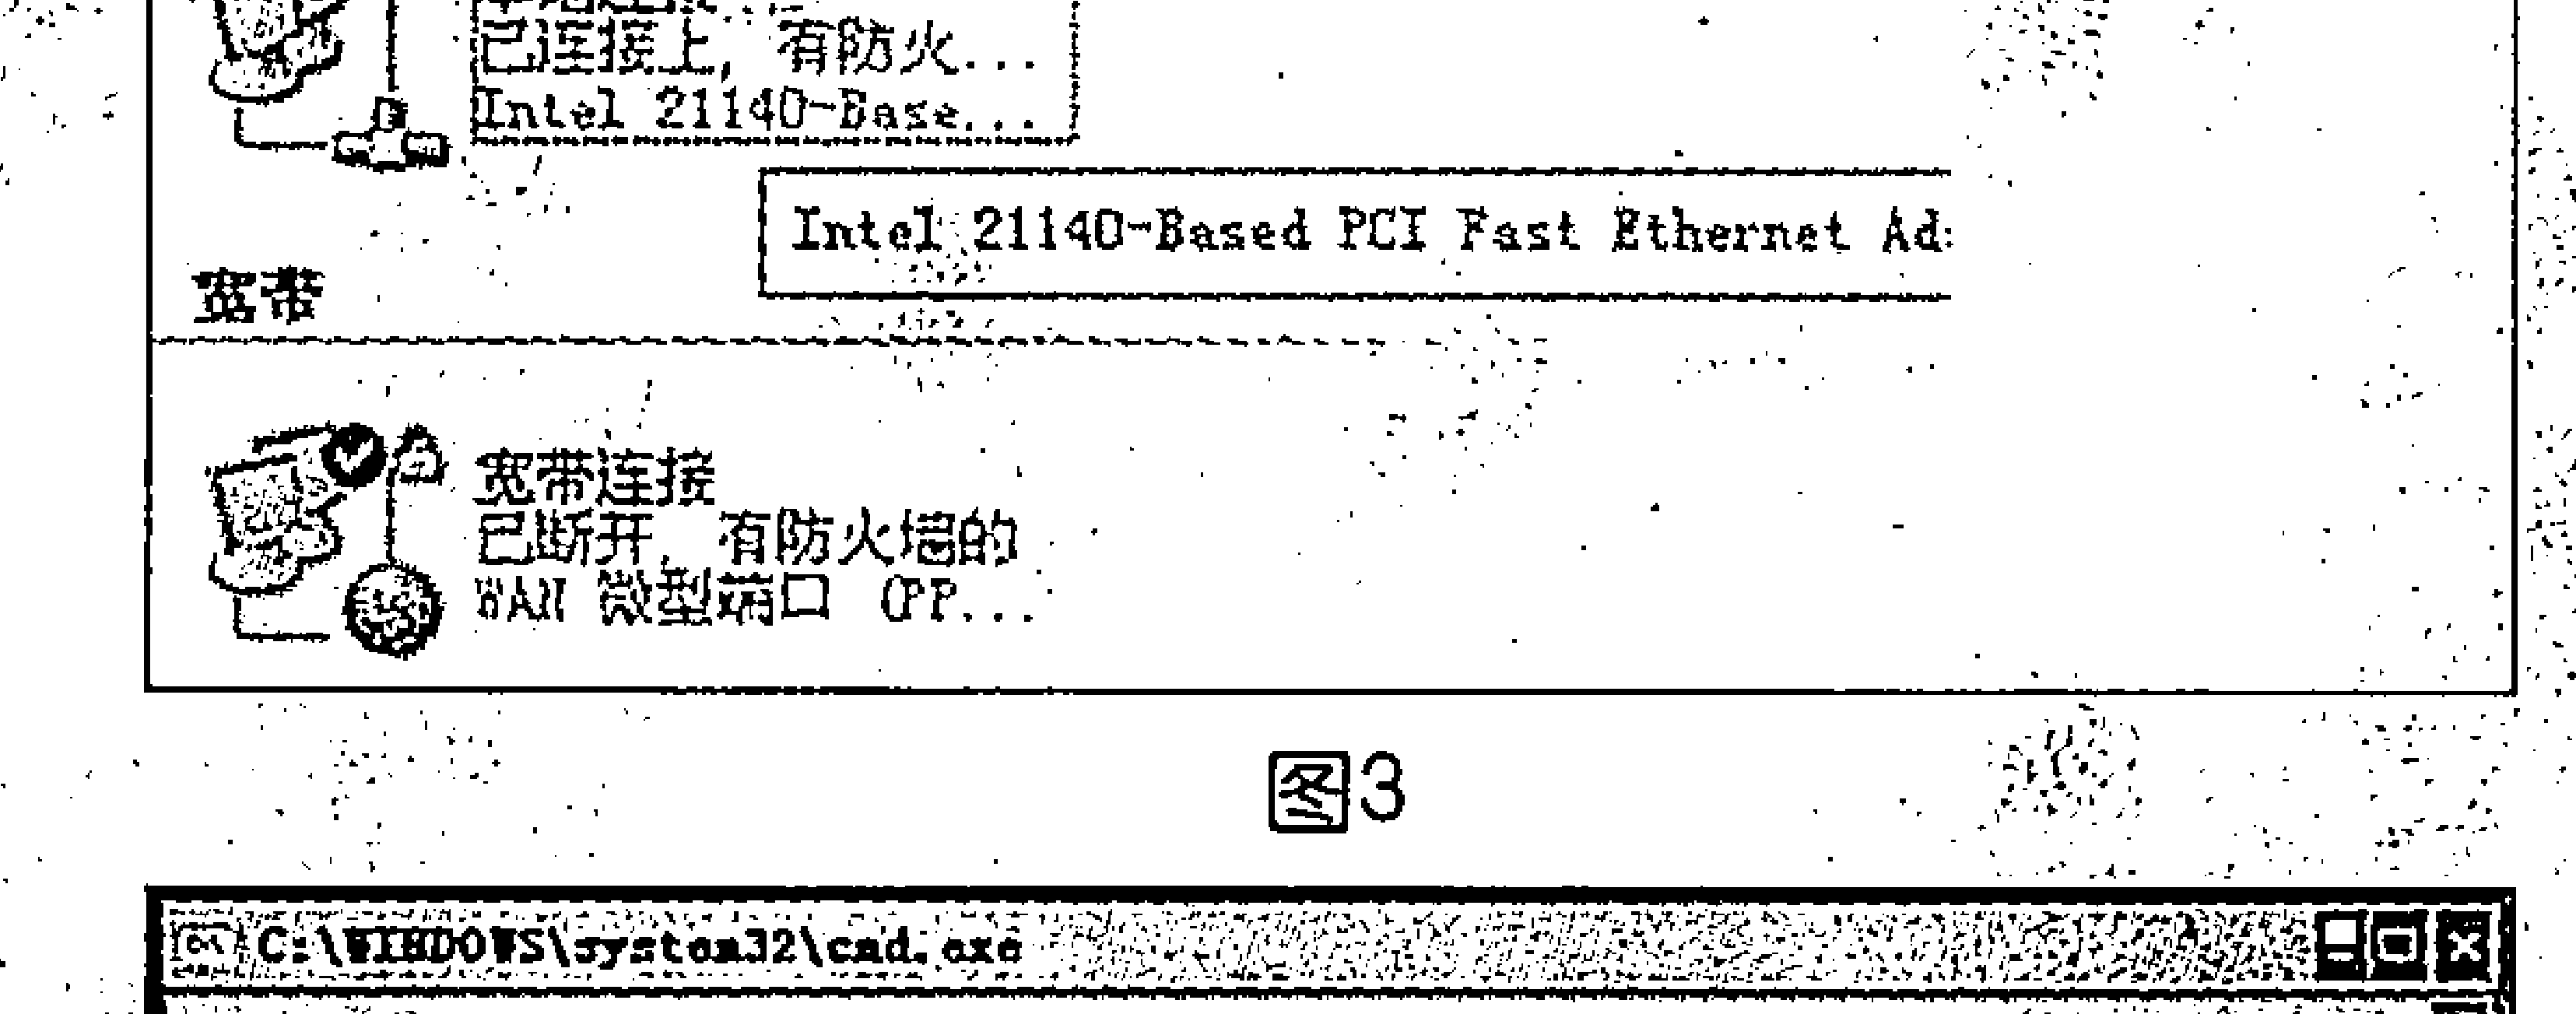 已连接上, 有防火...
Intel 21140-Base...
Intel 21140-Based PCI Fast Ethernet Ad
宽带
宽带连接
已断开, 有防火墙的
WAN 微型端口 (PP...
图3
C:\WINDOWS\system32\cmd.exe